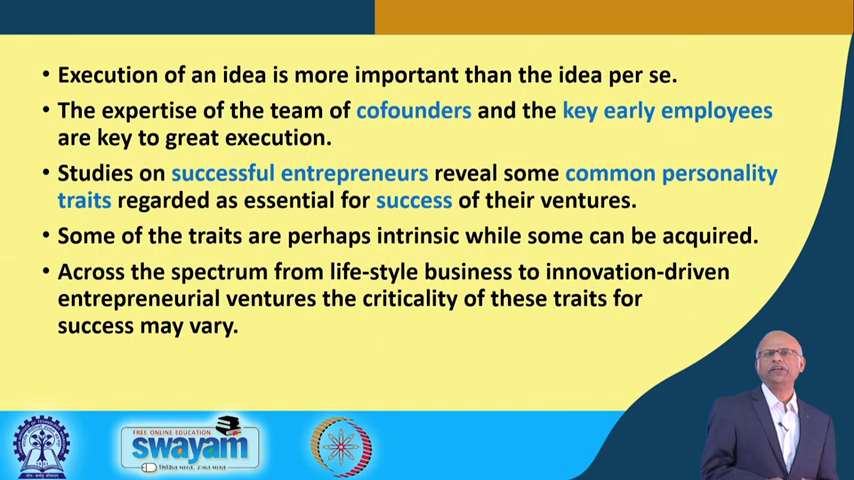 • Execution of an idea is more important than the idea per se.
• The expertise of the team of cofounders and the key early employees
are key to great execution.
• Studies on successful entrepreneurs reveal some common personality
traits regarded as essential for success of their ventures.
• Some of the traits are perhaps intrinsic while some can be acquired.
• Across the spectrum from life-style business to innovation-driven
entrepreneurial ventures the criticality of these traits for
success may vary.
FREE ONLINE EDUCATION
swayam